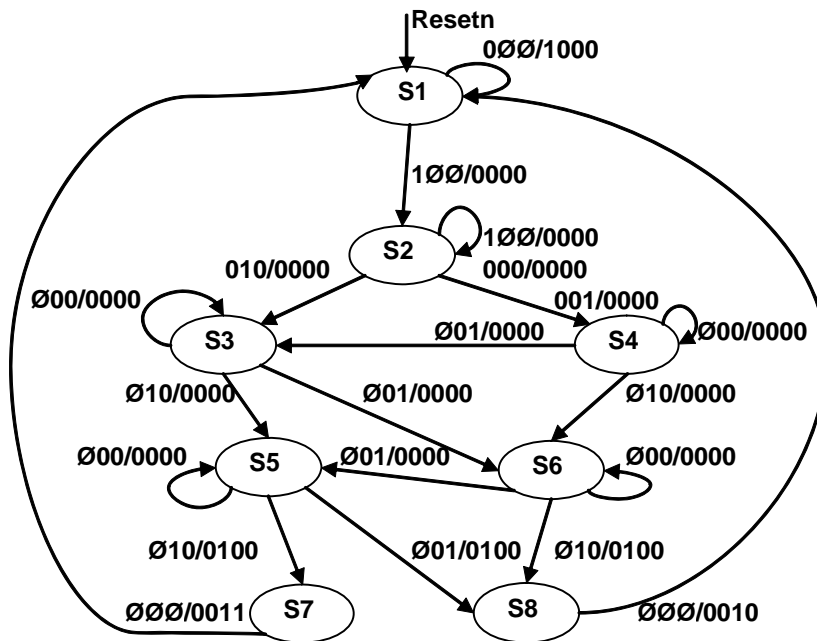 Resetn
0ØØ/1000
S1
1ØØ/0000
S2
1ØØ/0000
000/0000
010/0000
001/0000
Ø00/0000
S3
Ø01/0000
S4
Ø00/0000
Ø10/0000
Ø01/0000
Ø10/0000
Ø00/0000
S5
Ø01/0000
S6
Ø00/0000
Ø10/0100
Ø01/0100
Ø10/0100
ØØØ/0011
S7
S8
ØØØ/0010